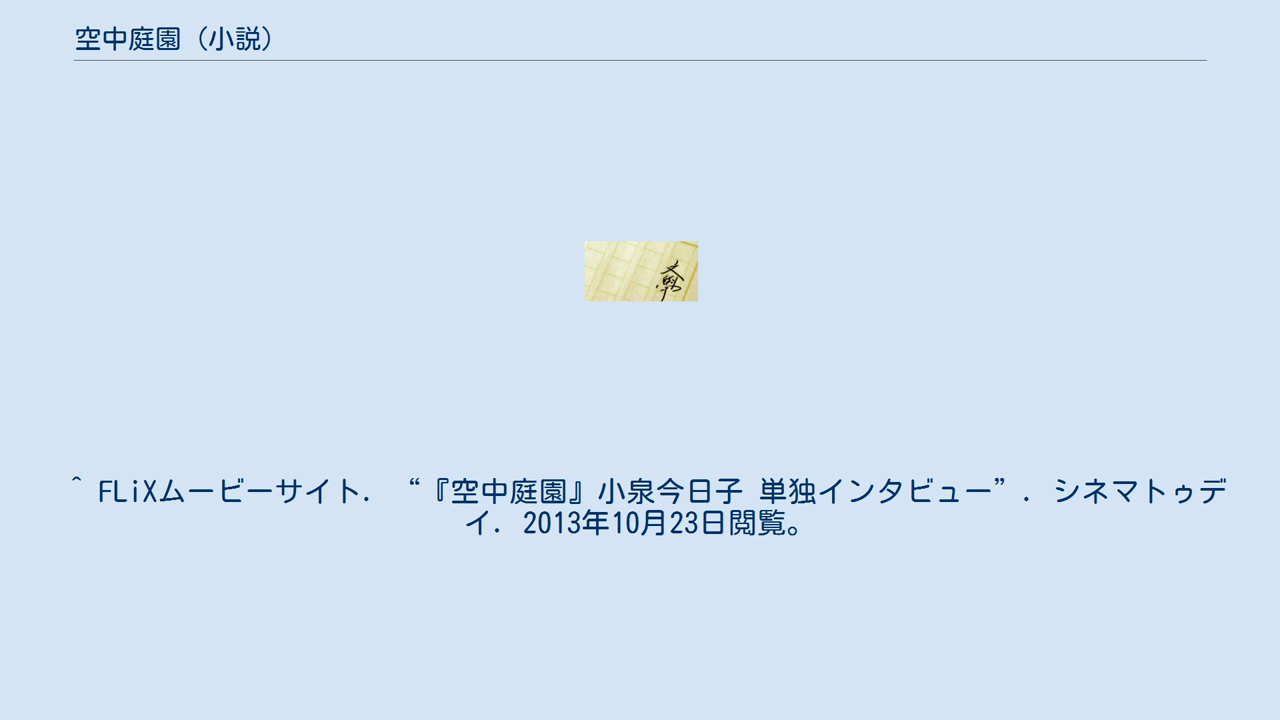 空中庭園（小説）
^ FLiXムービーサイト. “『空中庭園』小泉今日子 単独インタビュー”. シネマトゥデ
イ. 2013年10月23日閲覧。